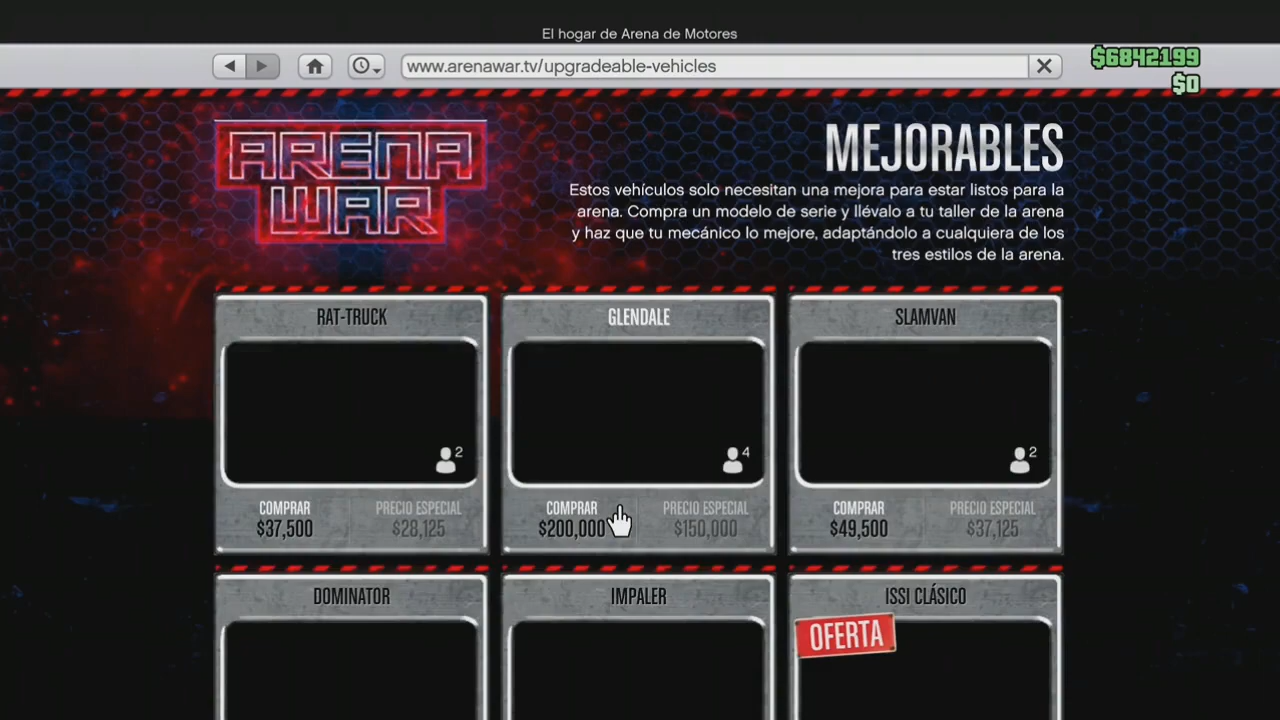 El hogar de Arena de Motores
www.arenawar.tv/upgradeable-vehicles
$6842199
$0
ARENA
WAR
MEJORABLES
Estos vehículos solo necesitan una mejora para estar listos para la
arena. Compra un modelo de serie y llévalo a tu taller de la arena
y haz que tu mecánico lo mejore, adaptándolo a cualquiera de los
tres estilos de la arena.
RAT-TRUCK
2
COMPRAR
$37,500
PRECIO ESPECIAL
$28,125
GLENDALE
4
COMPRAR
$200,000
PRECIO ESPECIAL
$150,000
SLAMVAN
2
COMPRAR
$49,500
PRECIO ESPECIAL
$37,125
DOMINATOR
IMPALER
ISSI CLÁSICO
OFERTA